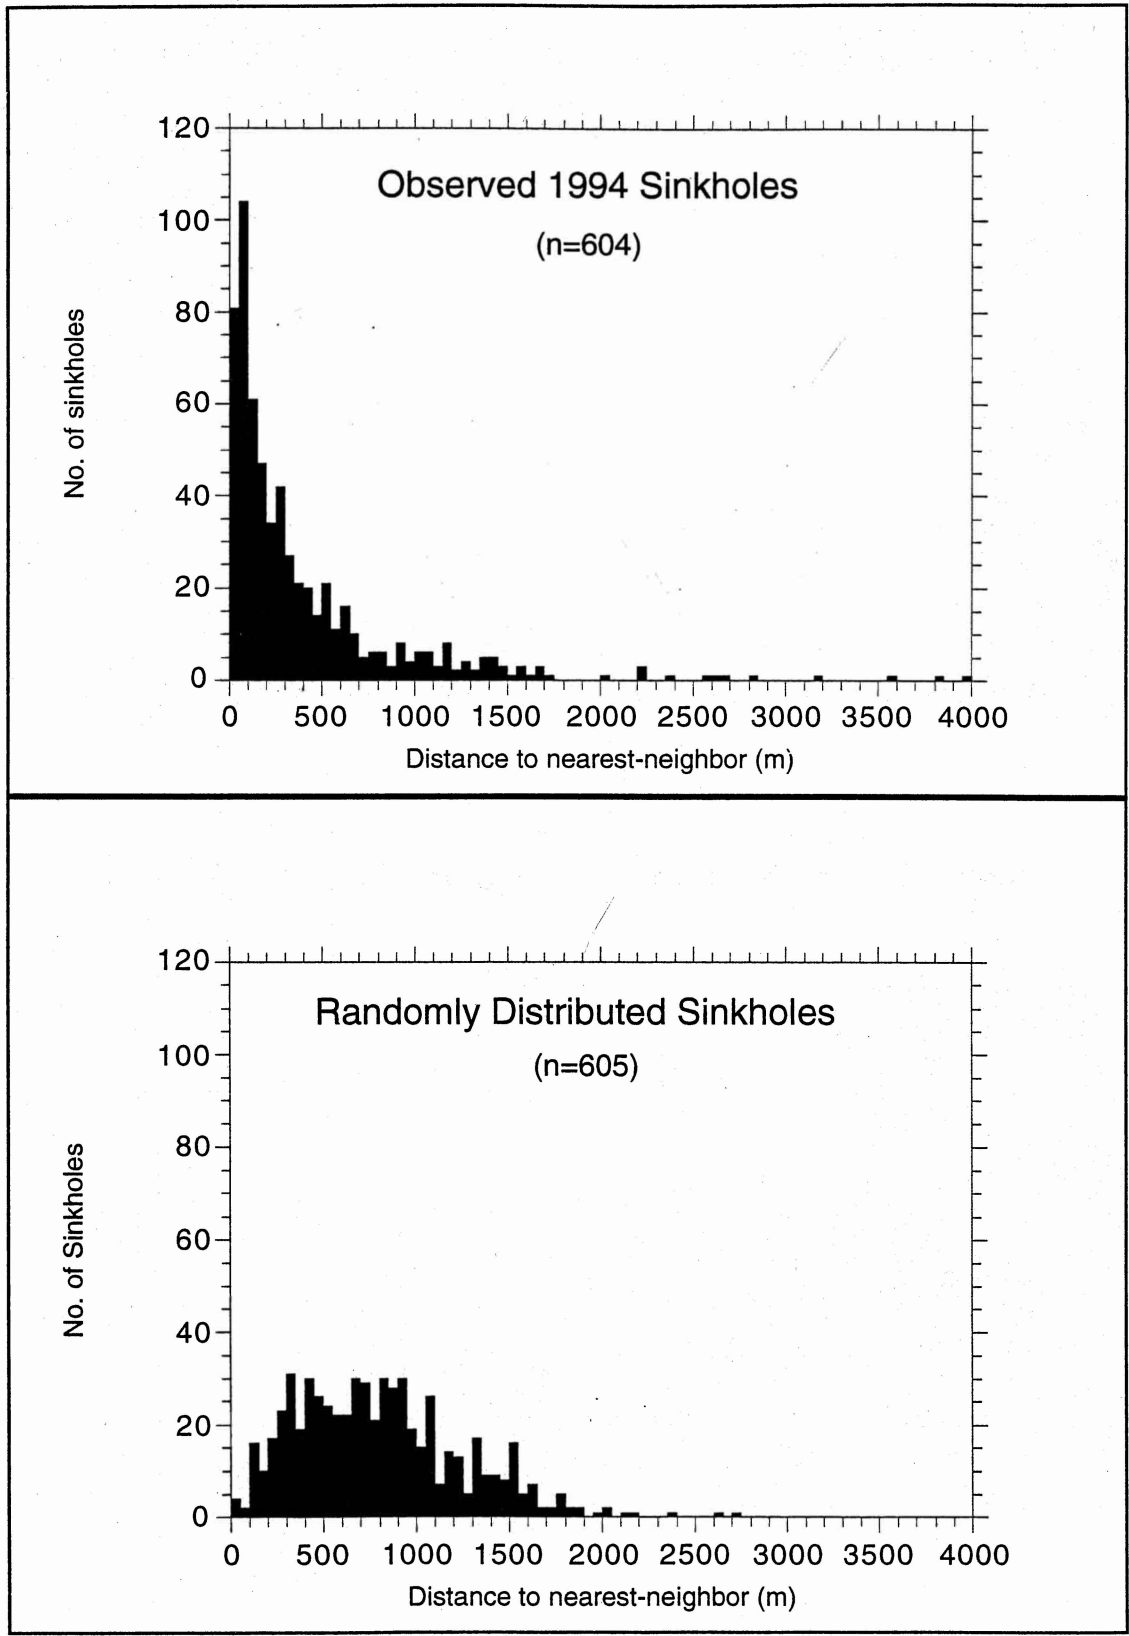 120
100
80
60
40
20
0
No. of sinkholes
Observed 1994 Sinkholes
(n=604)
0 500 1000 1500 2000 2500 3000 3500 4000
Distance to nearest-neighbor (m)
120
100
80
60
40
20
0
No. of Sinkholes
Randomly Distributed Sinkholes
(n=605)
0 500 1000 1500 2000 2500 3000 3500 4000
Distance to nearest-neighbor (m)